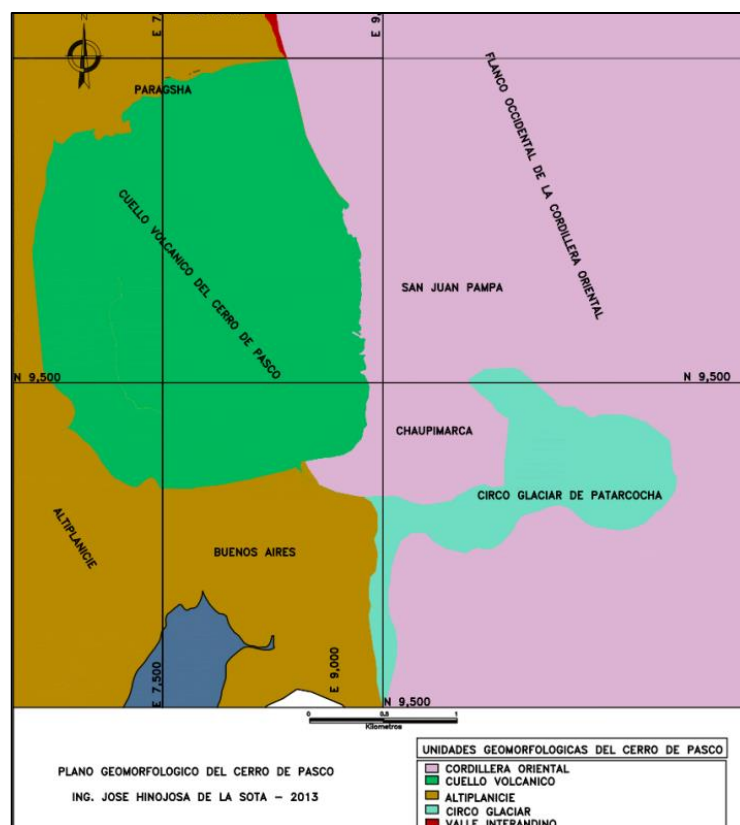 N
E 7,
E 9,
PARAGSHA
FLANCO OCCIDENTAL DE LA CORDILLERA ORIENTAL
CUELLO VOLCANICO DEL CERRO DE PASCO
SAN JUAN PAMPA
N 9,500
N 9,500
CHAUPIMARCA
CIRCO GLACIAR DE PATARCOCHA
ALTIPLANICIE
BUENOS AIRES
E 7,500
E 9,000
N 9,500
0 0.5 1
Kilometros
PLANO GEOMORFOLOGICO DEL CERRO DE PASCO
ING. JOSE HINOJOSA DE LA SOTA – 2013
UNIDADES GEOMORFOLOGICAS DEL CERRO DE PASCO
CORDILLERA ORIENTAL
CUELLO VOLCANICO
ALTIPLANICIE
CIRCO GLACIAR
VALLE INTERANDINO